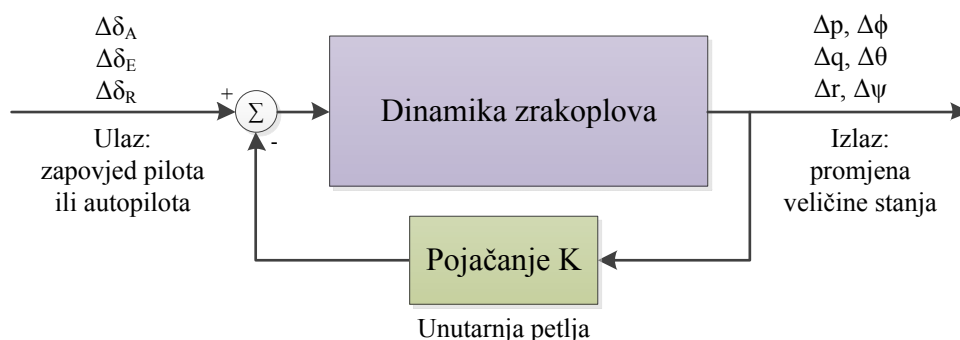 Δδ_A
Δδ_E
Δδ_R
Ulaz:
zapovjed pilota
ili autopilota
+
Σ
-
Dinamika zrakoplova
Pojačanje K
Unutarnja petlja
Δp, Δϕ
Δq, Δθ
Δr, Δψ
Izlaz:
promjena
veličine stanja